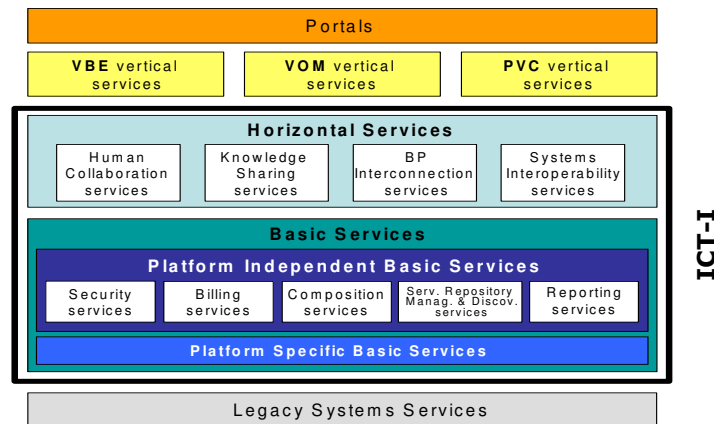 Portals
VBE vertical
services
VOM vertical
services
PVC vertical
services
Horizontal Services
Human
Collaboration
services
Knowledge
Sharing
services
BP
Interconnection
services
Systems
Interoperability
services
Basic Services
Platform Independent Basic Services
Security
services
Billing
services
Composition
services
Serv. Repository
Manag. & Discov.
services
Reporting
services
Platform Specific Basic Services
Legacy Systems Services
ICT-I